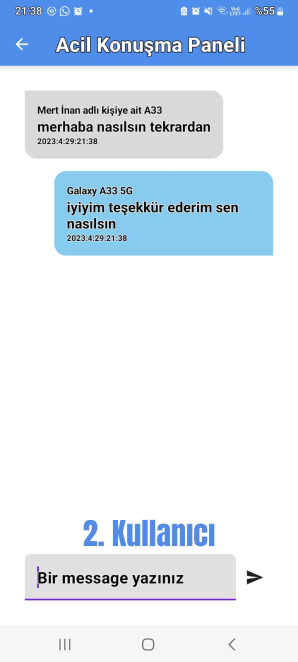 21:38
%55
Acil Konuşma Paneli
Mert İnan adlı kişiye ait A33
merhaba nasılsın tekrardan
2023:4:29:21:38
Galaxy A33 5G
iyiyim teşekkür ederim sen
nasılsın
2023:4:29:21:38
2. Kullanıcı
Bir message yazınız